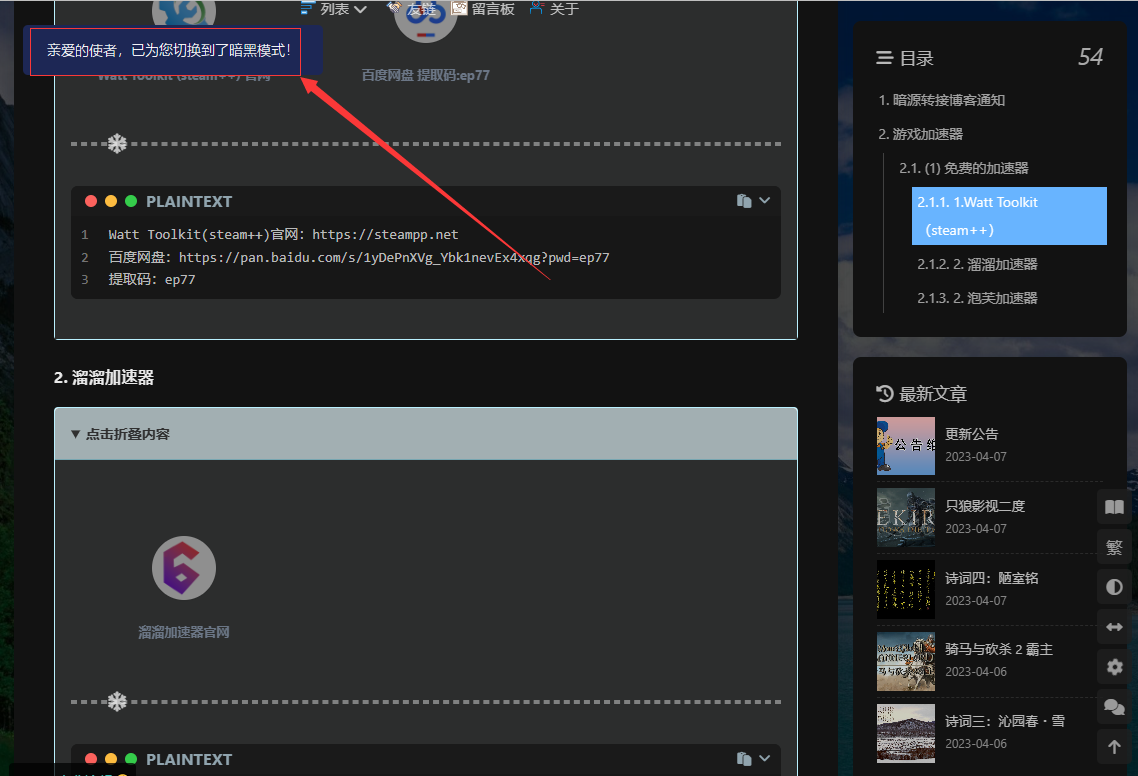 列表 友链 留言板 关于
亲爱的使者，已为您切换到了暗黑模式！
Watt Toolkit (steam++) 官网
百度网盘 提取码:ep77
PLAINTEXT
1 Watt Toolkit(steam++)官网：https://steampp.net
2 百度网盘：https://pan.baidu.com/s/1yDePnXVg_Ybk1nevEx4xqg?pwd=ep77
3 提取码：ep77
2. 溜溜加速器
▼ 点击折叠内容
溜溜加速器官网
PLAINTEXT
目录 54
1. 暗源转接博客通知
2. 游戏加速器
2.1. (1) 免费的加速器
2.1.1. 1.Watt Toolkit
(steam++)
2.1.2. 2. 溜溜加速器
2.1.3. 2. 泡芙加速器
最新文章
公告维
更新公告
2023-04-07
EKIR
只狼影视二度
2023-04-07
诗词四：陋室铭
2023-04-07
骑马与砍杀 2 霸主
2023-04-06
诗词三：沁园春·雪
2023-04-06
繁